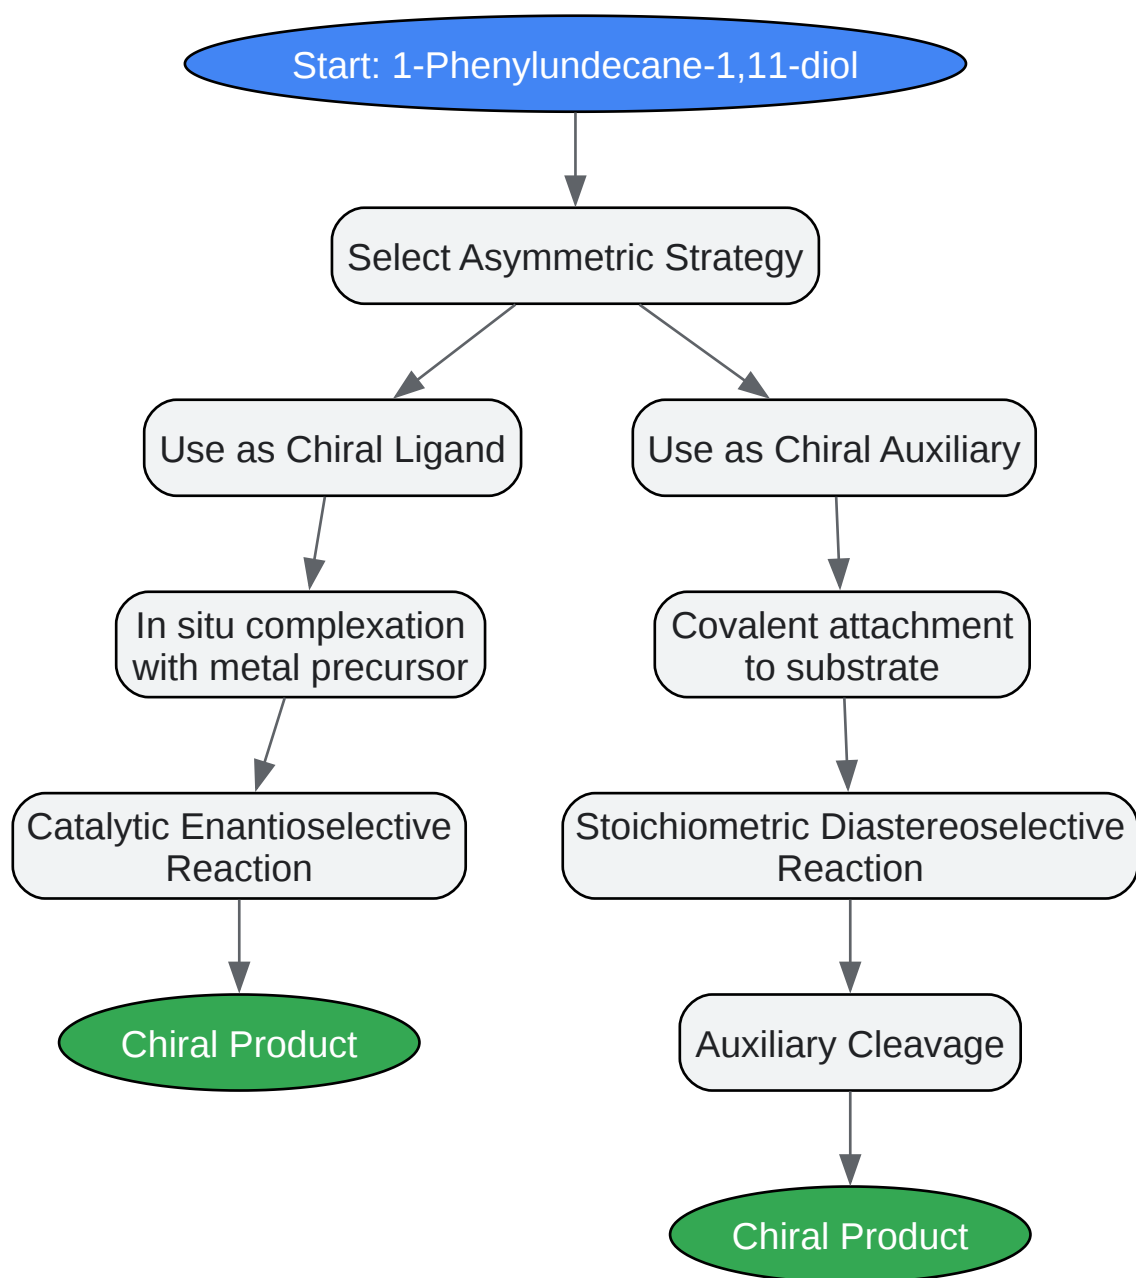 Start: 1-Phenylundecane-1,11-diol
Select Asymmetric Strategy
Use as Chiral Ligand
Use as Chiral Auxiliary
In situ complexation
with metal precursor
Covalent attachment
to substrate
Catalytic Enantioselective
Reaction
Stoichiometric Diastereoselective
Reaction
Chiral Product
Auxiliary Cleavage
Chiral Product